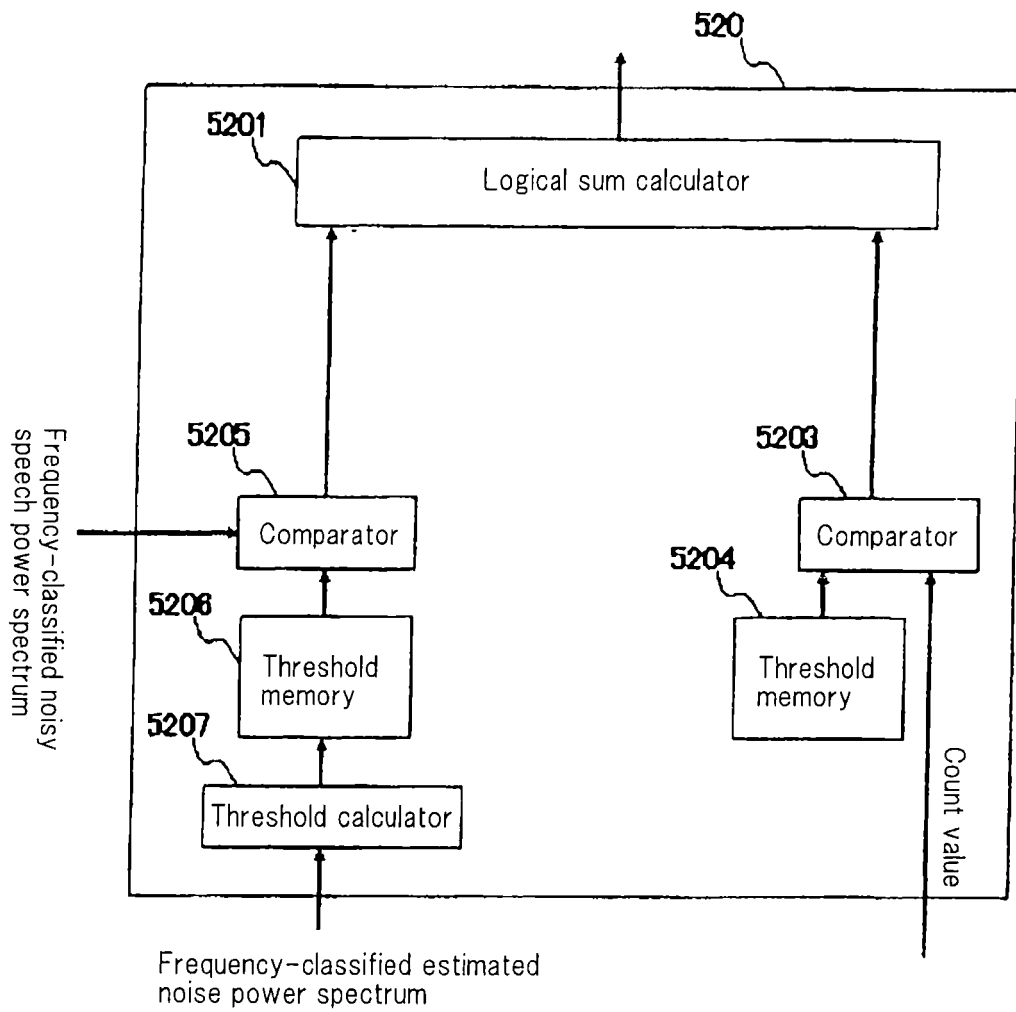 520
5201
Logical sum calculator
5205
Comparator
5203
Comparator
Frequency-classified noisy
speech power spectrum
5206
Threshold
memory
5204
Threshold
memory
5207
Threshold calculator
Count value
Frequency-classified estimated
noise power spectrum